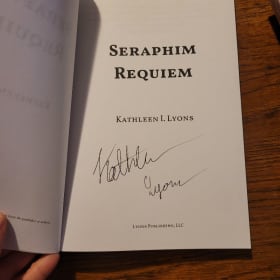 SERAPHIM
REQUIEM
KATHLEEN I. LYONS
Kathleen
Lyons
LYONS PUBLISHING, LLC